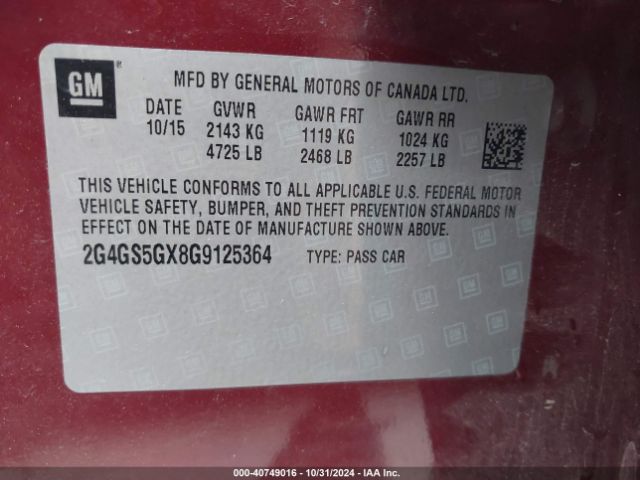 GM
MFD BY GENERAL MOTORS OF CANADA LTD.
DATE GVWR GAWR FRT GAWR RR
10/15 2143 KG 1119 KG 1024 KG
4725 LB 2468 LB 2257 LB
THIS VEHICLE CONFORMS TO ALL APPLICABLE U.S. FEDERAL MOTOR
VEHICLE SAFETY, BUMPER, AND THEFT PREVENTION STANDARDS IN
EFFECT ON THE DATE OF MANUFACTURE SHOWN ABOVE.
2G4GS5GX8G9125364 TYPE: PASS CAR
000-40749016 - 10/31/2024 - IAAI.COM